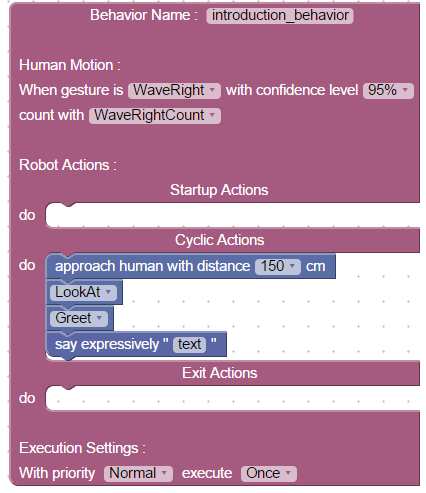 Behavior Name : introduction_behavior
Human Motion :
When gesture is WaveRight with confidence level 95%
count with WaveRightCount
Robot Actions :
Startup Actions
do
Cyclic Actions
do approach human with distance 150 cm
LookAt
Greet
say expressively " text "
Exit Actions
do
Execution Settings :
With priority Normal execute Once